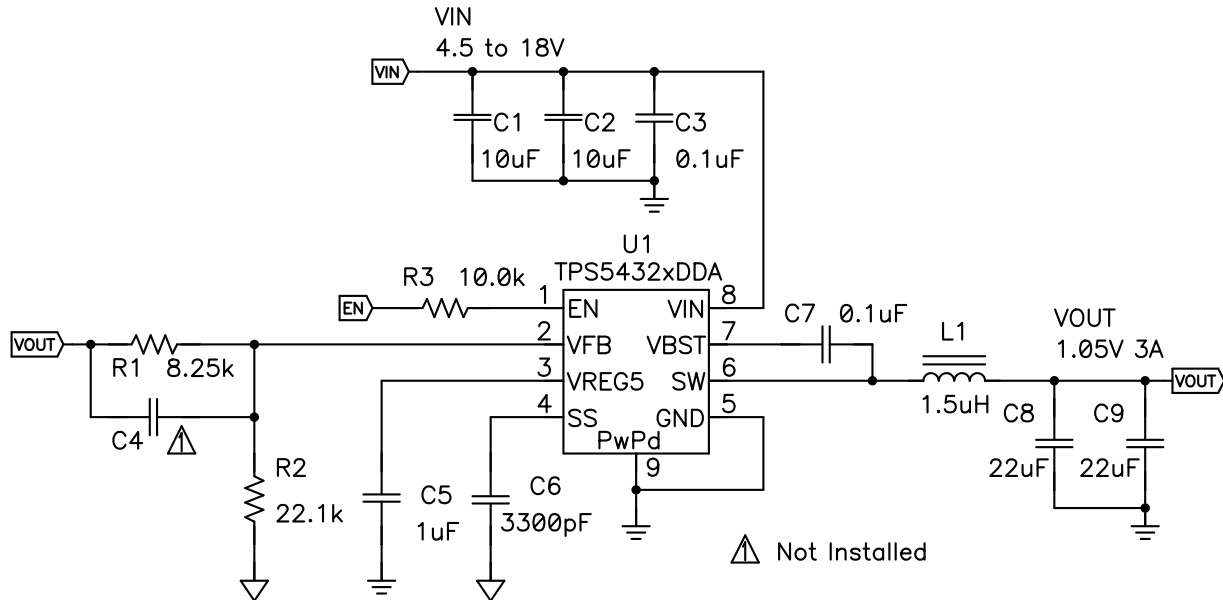 VIN
4.5 to 18V
VIN
C1
C2
C3
10uF
10uF
0.1uF
U1
TPS5432xDDA
R3 10.0k
EN
1
EN
VIN
8
C7
0.1uF
VOUT
R1
8.25k
2
VFB
VBST
7
L1
VOUT
1.05V 3A
3
VREG5
SW
6
1.5uH
VOUT
4
SS
GND
5
C8
C9
C4
1
PwPd
9
22uF
22uF
R2
22.1k
C5
1uF
C6
3300pF
1 Not Installed